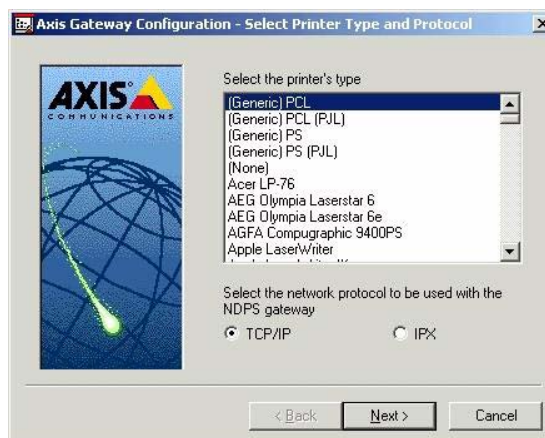 Axis Gateway Configuration - Select Printer Type and Protocol
AXIS
COMMUNICATIONS
Select the printer's type
(Generic) PCL
(Generic) PCL (PJL)
(Generic) PS
(Generic) PS (PJL)
(None)
Acer LP-76
AEG Olympia Laserstar 6
AEG Olympia Laserstar 6e
AGFA Compugraphic 9400PS
Apple LaserWriter
Select the network protocol to be used with the
NDPS gateway
TCP/IP
IPX
< Back
Next >
Cancel